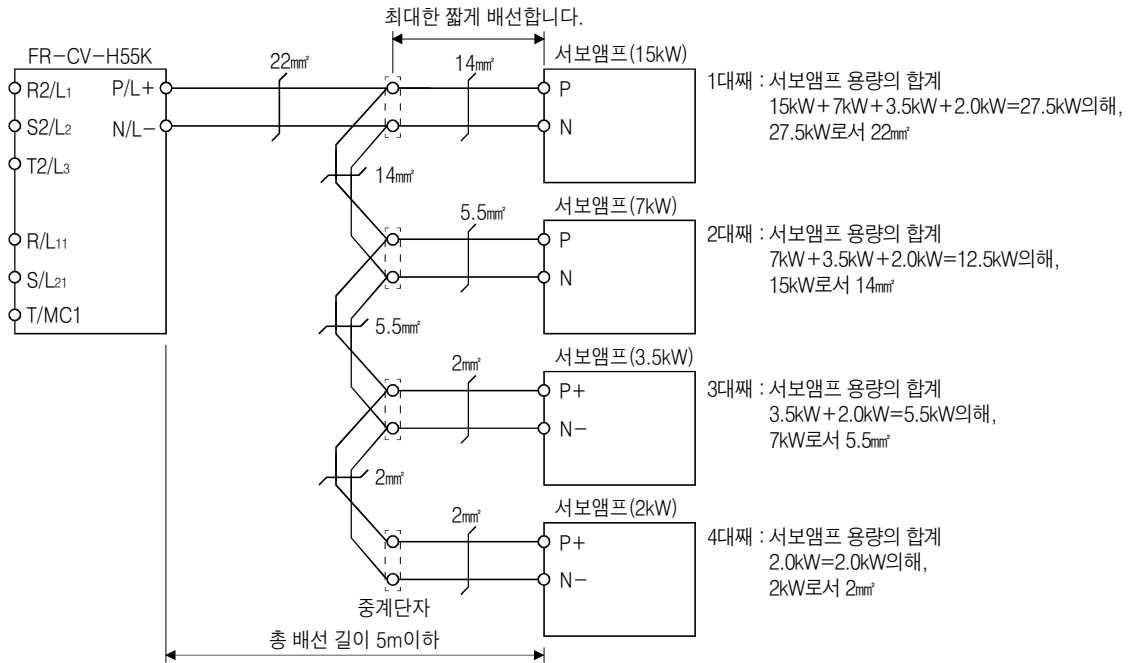 최대한 짧게 배선합니다.
FR-CV-H55K
R2/L1
S2/L2
T2/L3
R/L11
S/L21
T/MC1
P/L+
N/L-
22㎟
14㎟
서보앰프(15kW)
P
N
1대째 : 서보앰프 용량의 합계
15kW+7kW+3.5kW+2.0kW=27.5kW의해,
27.5kW로서 22㎟
14㎟
5.5㎟
서보앰프(7kW)
P
N
2대째 : 서보앰프 용량의 합계
7kW+3.5kW+2.0kW=12.5kW의해,
15kW로서 14㎟
5.5㎟
2㎟
서보앰프(3.5kW)
P+
N-
3대째 : 서보앰프 용량의 합계
3.5kW+2.0kW=5.5kW의해,
7kW로서 5.5㎟
2㎟
2㎟
서보앰프(2kW)
P+
N-
4대째 : 서보앰프 용량의 합계
2.0kW=2.0kW의해,
2kW로서 2㎟
중계단자
총 배선 길이 5m이하